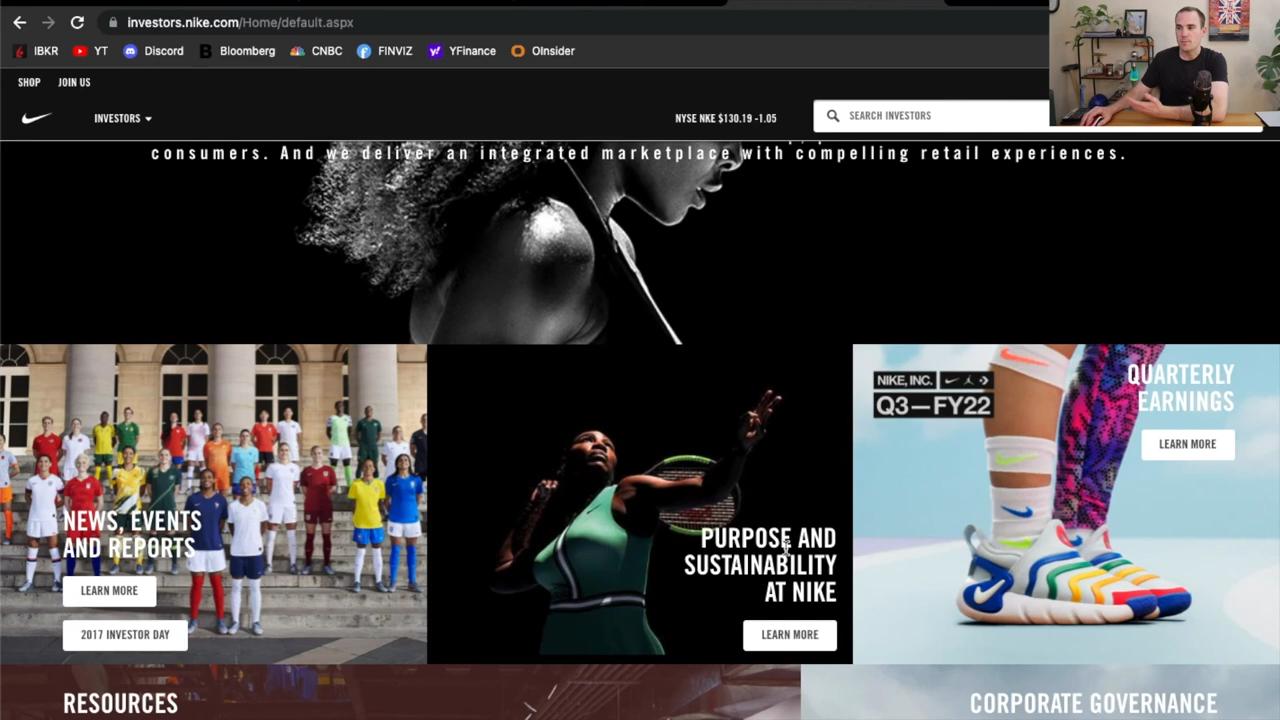 investors.nike.com/Home/default.aspx
IBKR YT Discord Bloomberg CNBC FINVIZ YFinance OInsider
SHOP JOIN US
INVESTORS NYSE NKE $130.19 -1.05 SEARCH INVESTORS
consumers. And we deliver an integrated marketplace with compelling retail experiences.
NEWS, EVENTS
AND REPORTS
LEARN MORE
2017 INVESTOR DAY
PURPOSE AND
SUSTAINABILITY
AT NIKE
LEARN MORE
NIKE, INC.
Q3—FY22
QUARTERLY
EARNINGS
LEARN MORE
RESOURCES
CORPORATE GOVERNANCE